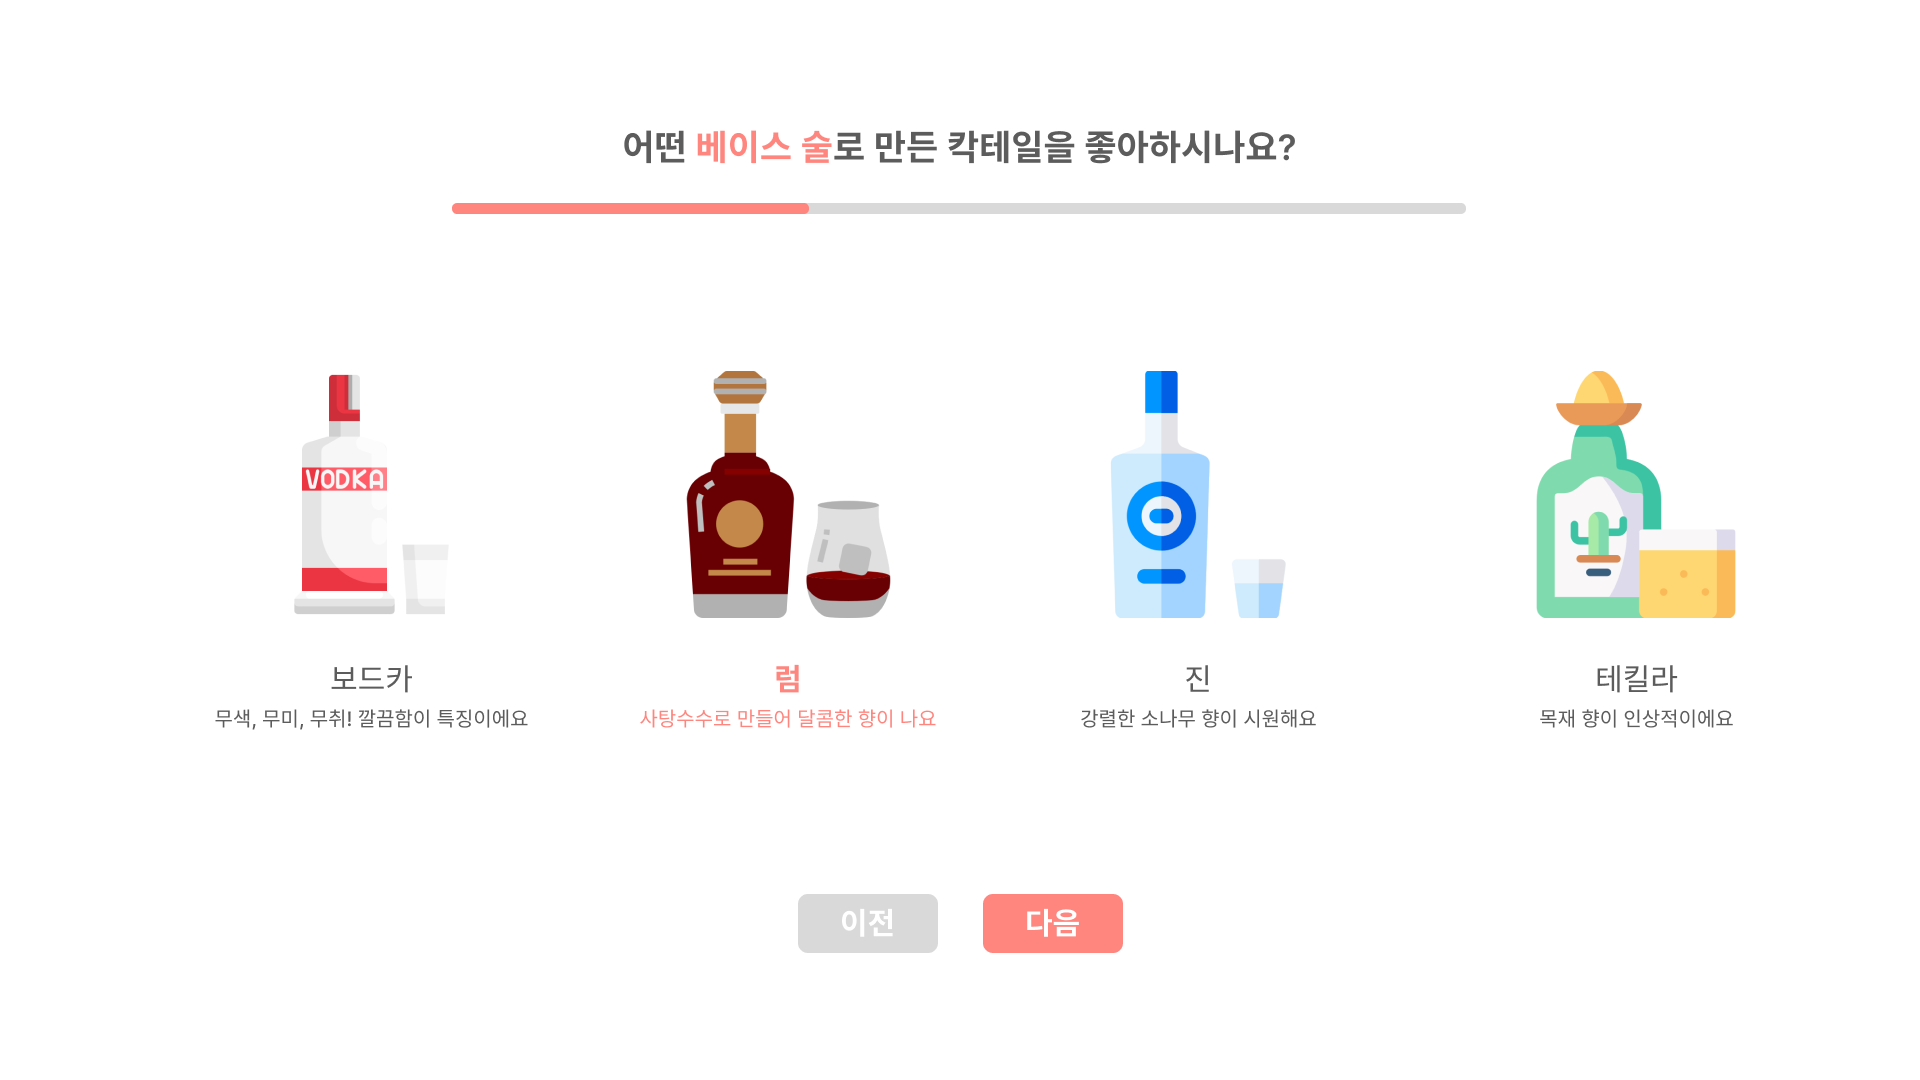 어떤 베이스 술로 만든 칵테일을 좋아하시나요?
VODKA
보드카
무색, 무미, 무취! 깔끔함이 특징이에요
럼
사탕수수로 만들어 달콤한 향이 나요
진
강렬한 소나무 향이 시원해요
테킬라
목재 향이 인상적이에요
이전
다음